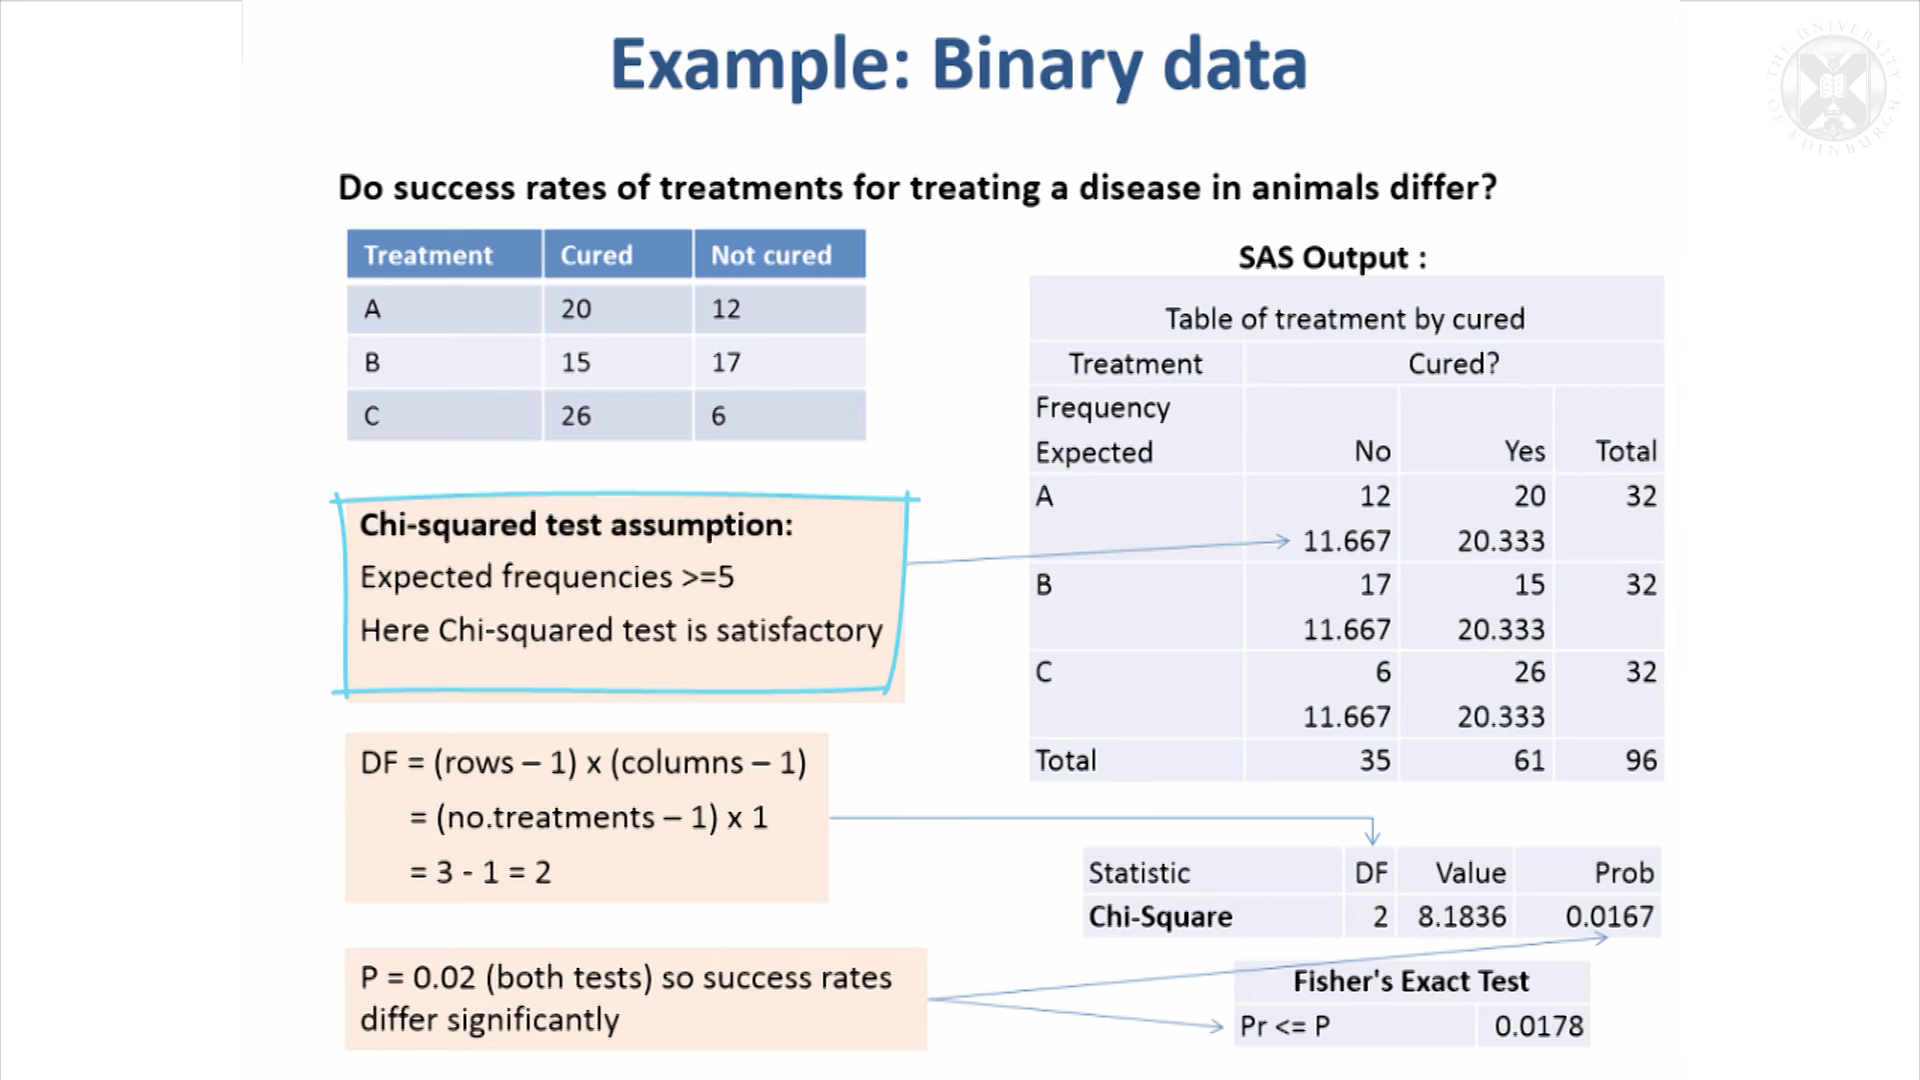 Example: Binary data
THE UNIVERSITY OF EDINBURGH
Do success rates of treatments for treating a disease in animals differ?
Treatment Cured Not cured
A 20 12
B 15 17
C 26 6
Chi-squared test assumption:
Expected frequencies >=5
Here Chi-squared test is satisfactory
DF = (rows – 1) x (columns – 1)
= (no.treatments – 1) x 1
= 3 - 1 = 2
P = 0.02 (both tests) so success rates
differ significantly
SAS Output :
Table of treatment by cured
Treatment Cured?
Frequency
Expected No Yes Total
A 12 20 32
11.667 20.333
B 17 15 32
11.667 20.333
C 6 26 32
11.667 20.333
Total 35 61 96
Statistic DF Value Prob
Chi-Square 2 8.1836 0.0167
Fisher's Exact Test
Pr <= P 0.0178